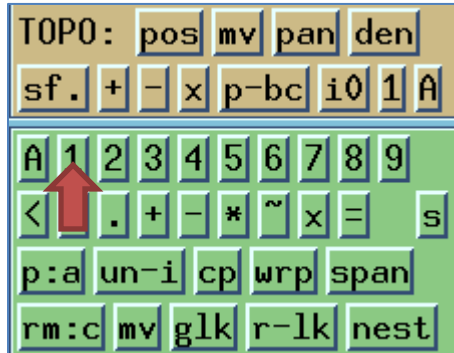 TOPO: pos mv pan den
sf. + - x p-bc i0 1 A
A 1 2 3 4 5 6 7 8 9
< . + - * ~ x = s
p:a un-i cp wrp span
rm:c mv glk r-lk nest